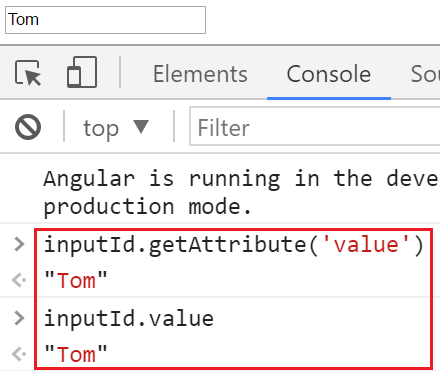 Tom
Elements Console Sou
top ▼ Filter
Angular is running in the deve
production mode.
> inputId.getAttribute('value')
<· "Tom"
> inputId.value
<· "Tom"